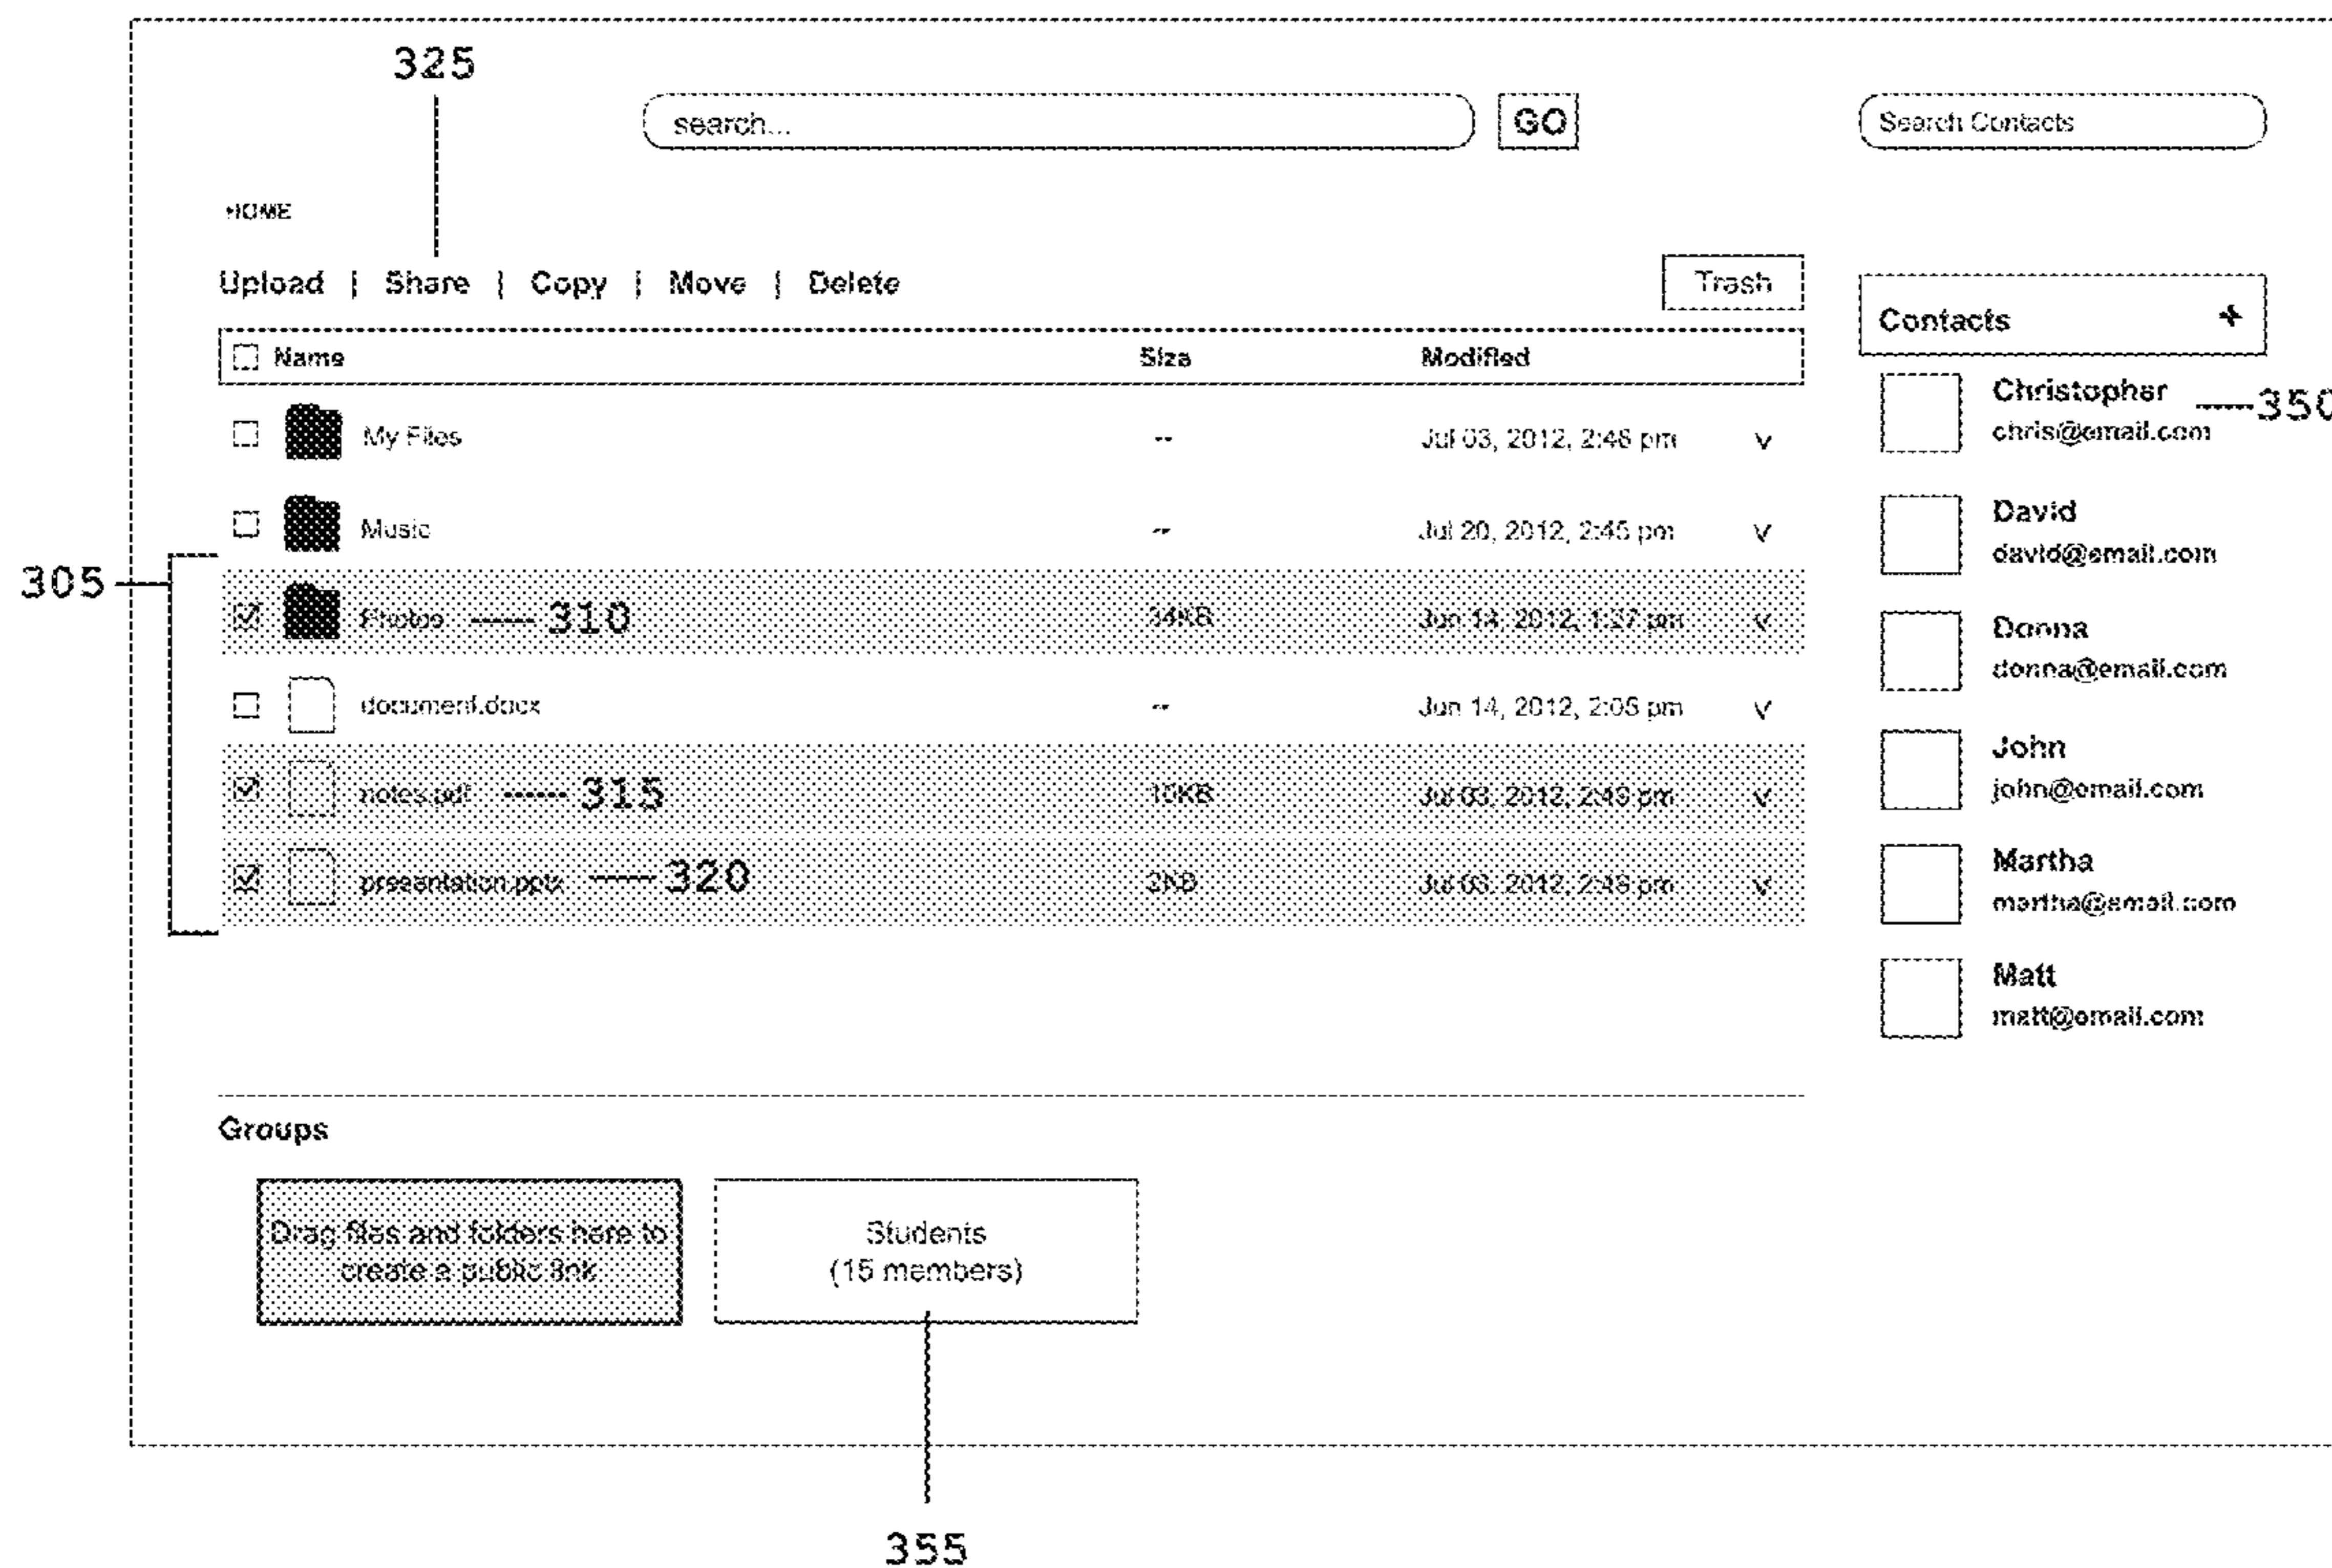 325
search... GO Search Contacts
HOME
Upload | Share | Copy | Move | Delete Trash
Contacts +
Name Size Modified
Christopher 350
chris@email.com
My Files -- Jul 03, 2012, 2:48 pm v
David
david@email.com
Music -- Jul 20, 2012, 2:45 pm v
305
Photos 310 34KB Jun 14, 2012, 1:27 pm v
Donna
donna@email.com
document.docx -- Jun 14, 2012, 2:05 pm v
John
john@email.com
notes.pdf 315 10KB Jul 03, 2012, 2:49 pm v
Martha
martha@email.com
presentation.pptx 320 2KB Jul 03, 2012, 2:49 pm v
Matt
matt@email.com
Groups
Drag files and folders here to
create a public link
Students
(15 members)
355